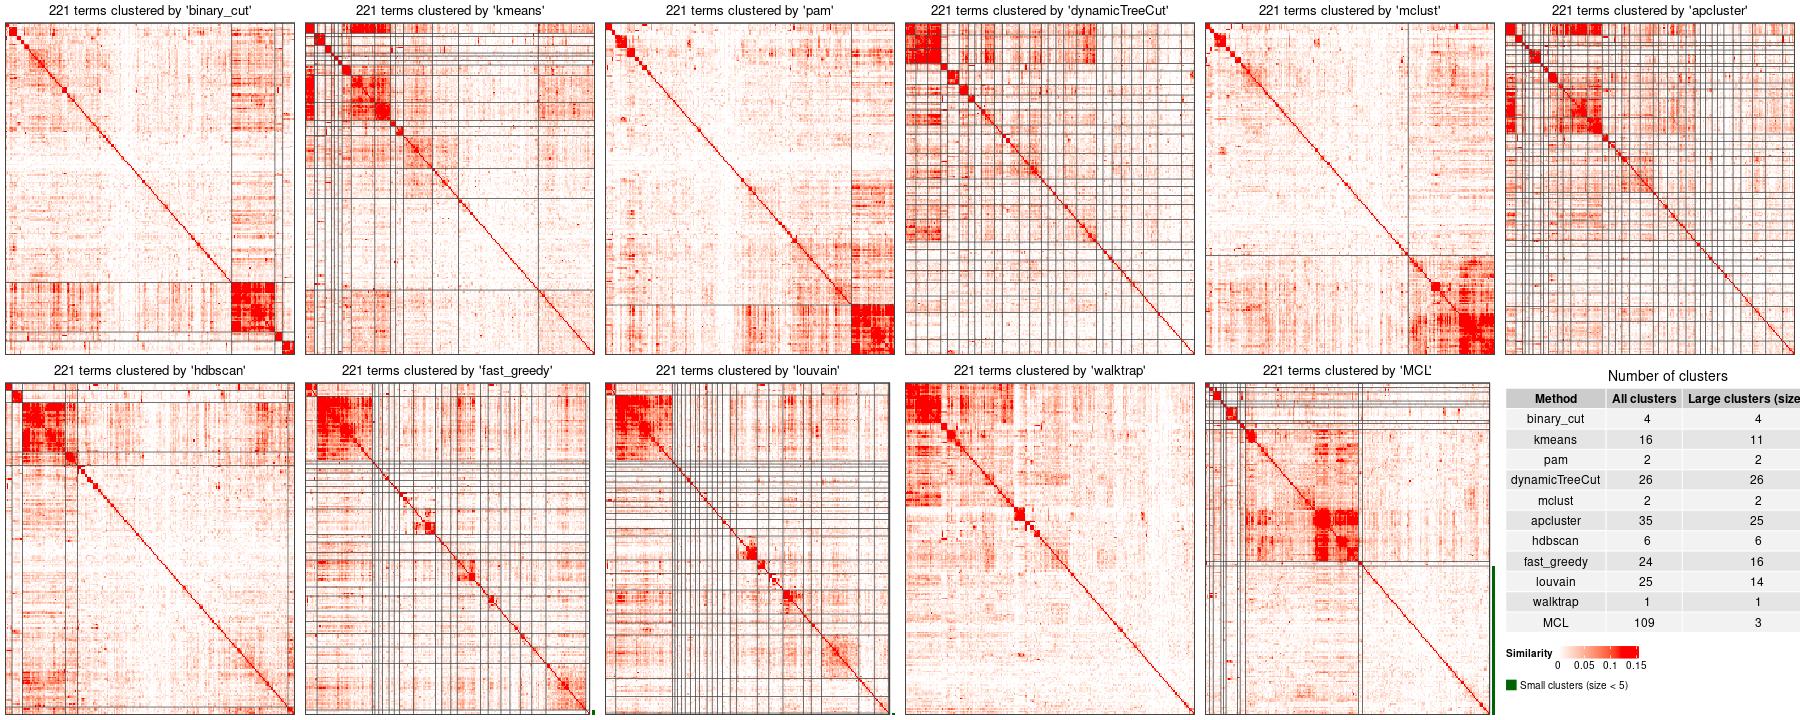 221 terms clustered by 'binary_cut'
221 terms clustered by 'kmeans'
221 terms clustered by 'pam'
221 terms clustered by 'dynamicTreeCut'
221 terms clustered by 'mclust'
221 terms clustered by 'apcluster'
221 terms clustered by 'hdbscan'
221 terms clustered by 'fast_greedy'
221 terms clustered by 'louvain'
221 terms clustered by 'walktrap'
221 terms clustered by 'MCL'
Number of clusters
Method All clusters Large clusters (size
binary_cut 4 4
kmeans 16 11
pam 2 2
dynamicTreeCut 26 26
mclust 2 2
apcluster 35 25
hdbscan 6 6
fast_greedy 24 16
louvain 25 14
walktrap 1 1
MCL 109 3
Similarity
0 0.05 0.1 0.15
Small clusters (size < 5)